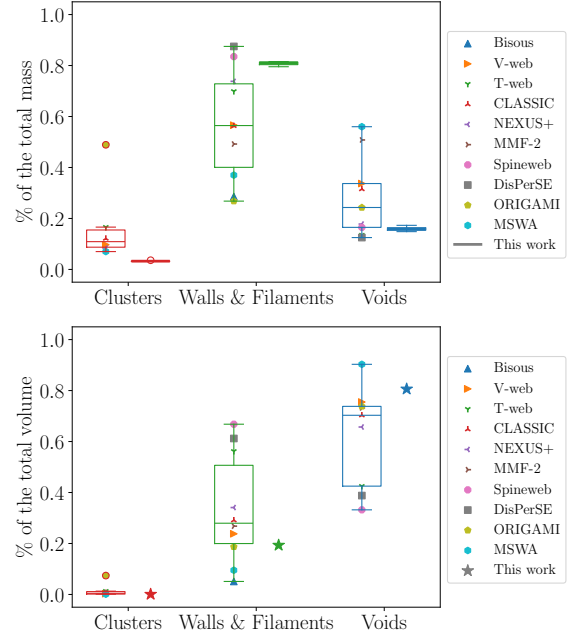 % of the total mass
1.0
0.8
0.6
0.4
0.2
0.0
Clusters Walls & Filaments Voids
Bisous
V-web
T-web
CLASSIC
NEXUS+
MMF-2
Spineweb
DisPerSE
ORIGAMI
MSWA
This work
% of the total volume
1.0
0.8
0.6
0.4
0.2
0.0
Clusters Walls & Filaments Voids
Bisous
V-web
T-web
CLASSIC
NEXUS+
MMF-2
Spineweb
DisPerSE
ORIGAMI
MSWA
This work